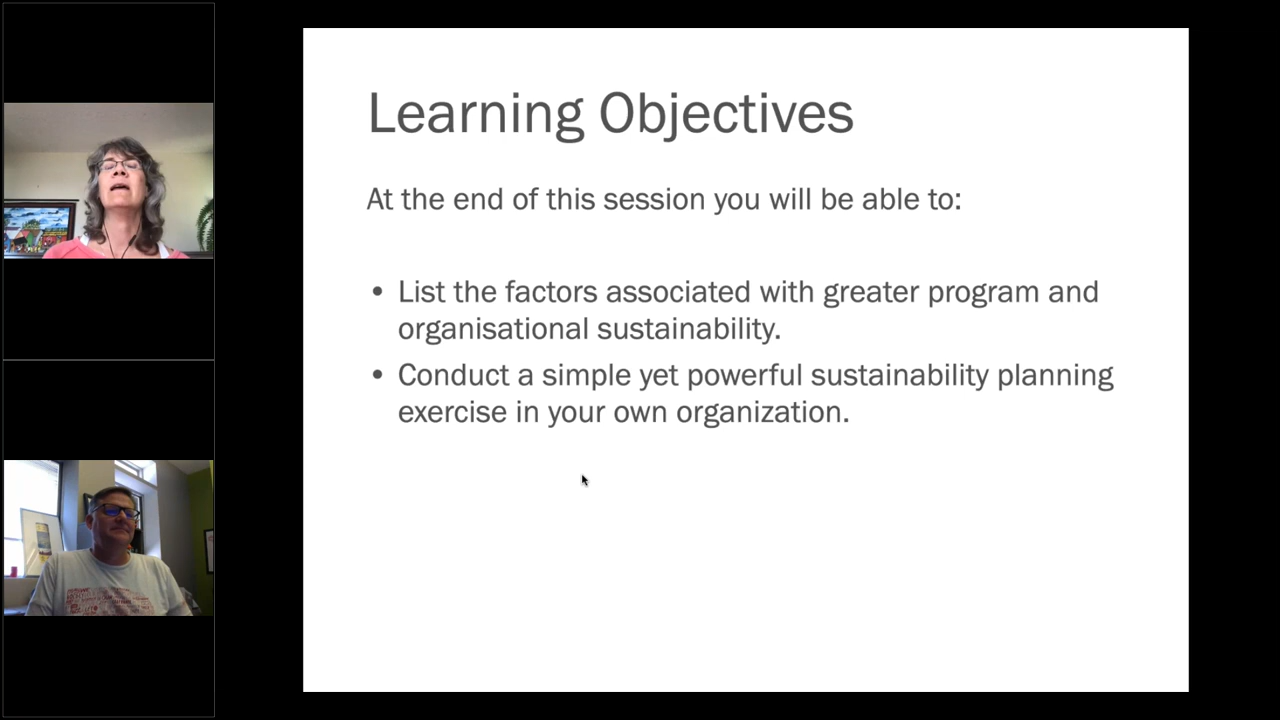 Learning Objectives
At the end of this session you will be able to:
• List the factors associated with greater program and
organisational sustainability.
• Conduct a simple yet powerful sustainability planning
exercise in your own organization.